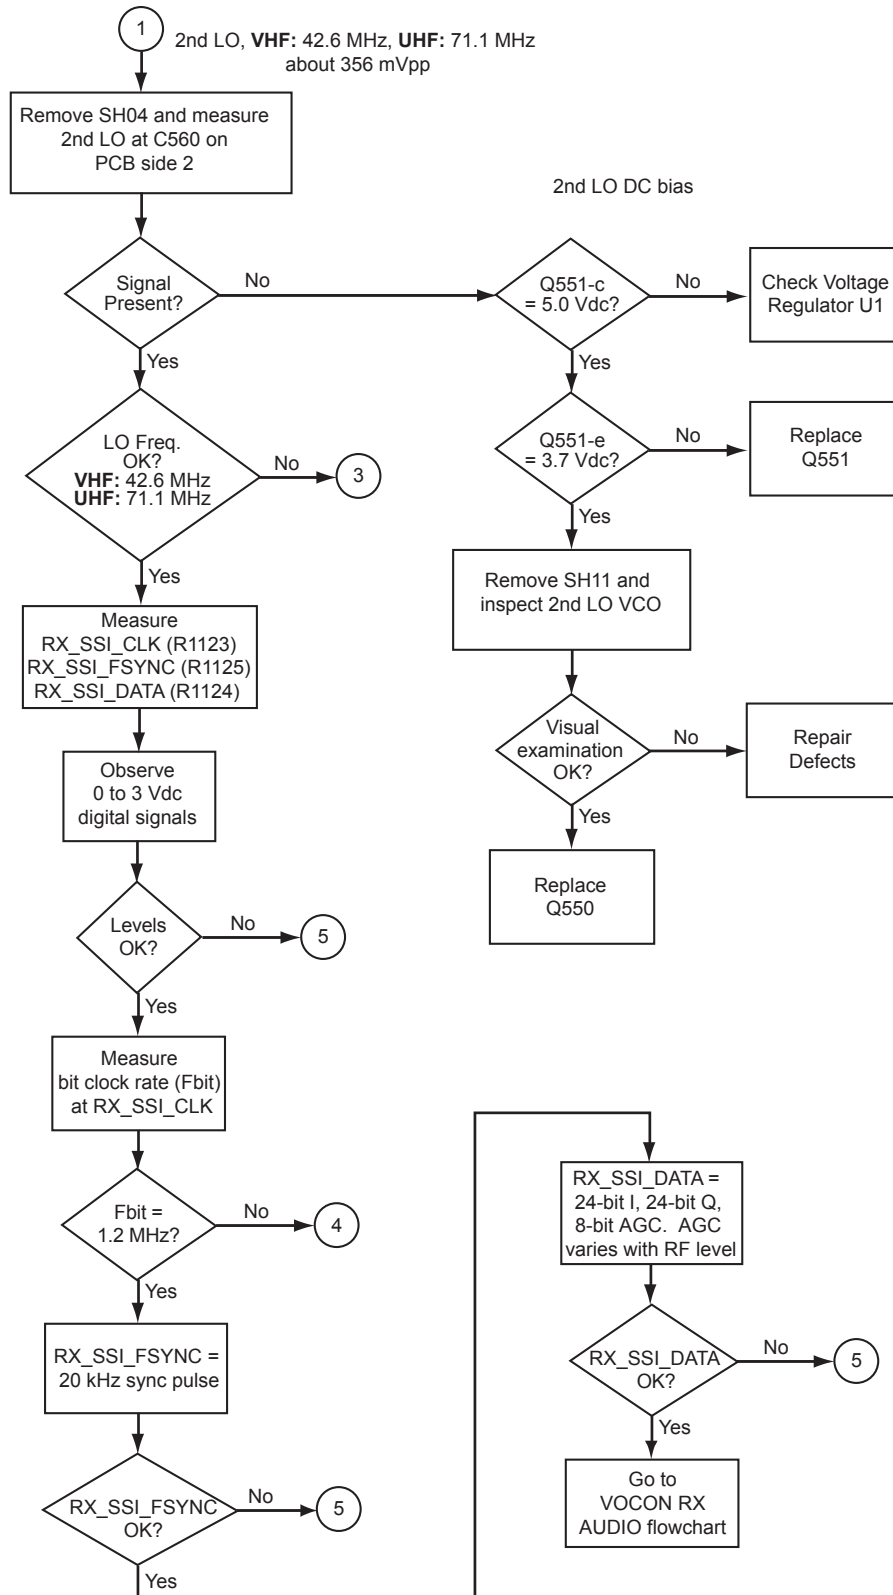 1
2nd LO, VHF: 42.6 MHz, UHF: 71.1 MHz
about 356 mVpp
Remove SH04 and measure
2nd LO at C560 on
PCB side 2
Signal
Present?
No
Yes
LO Freq.
OK?
VHF: 42.6 MHz
UHF: 71.1 MHz
No
3
Yes
Measure
RX_SSI_CLK (R1123)
RX_SSI_FSYNC (R1125)
RX_SSI_DATA (R1124)
Observe
0 to 3 Vdc
digital signals
Levels
OK?
No
5
Yes
Measure
bit clock rate (Fbit)
at RX_SSI_CLK
Fbit =
1.2 MHz?
No
4
Yes
RX_SSI_FSYNC =
20 kHz sync pulse
RX_SSI_FSYNC
OK?
No
5
Yes
2nd LO DC bias
Q551-c
= 5.0 Vdc?
No
Check Voltage
Regulator U1
Yes
Q551-e
= 3.7 Vdc?
No
Replace
Q551
Yes
Remove SH11 and
inspect 2nd LO VCO
Visual
examination
OK?
No
Repair
Defects
Yes
Replace
Q550
RX_SSI_DATA =
24-bit I, 24-bit Q,
8-bit AGC. AGC
varies with RF level
RX_SSI_DATA
OK?
No
5
Yes
Go to
VOCON RX
AUDIO flowchart